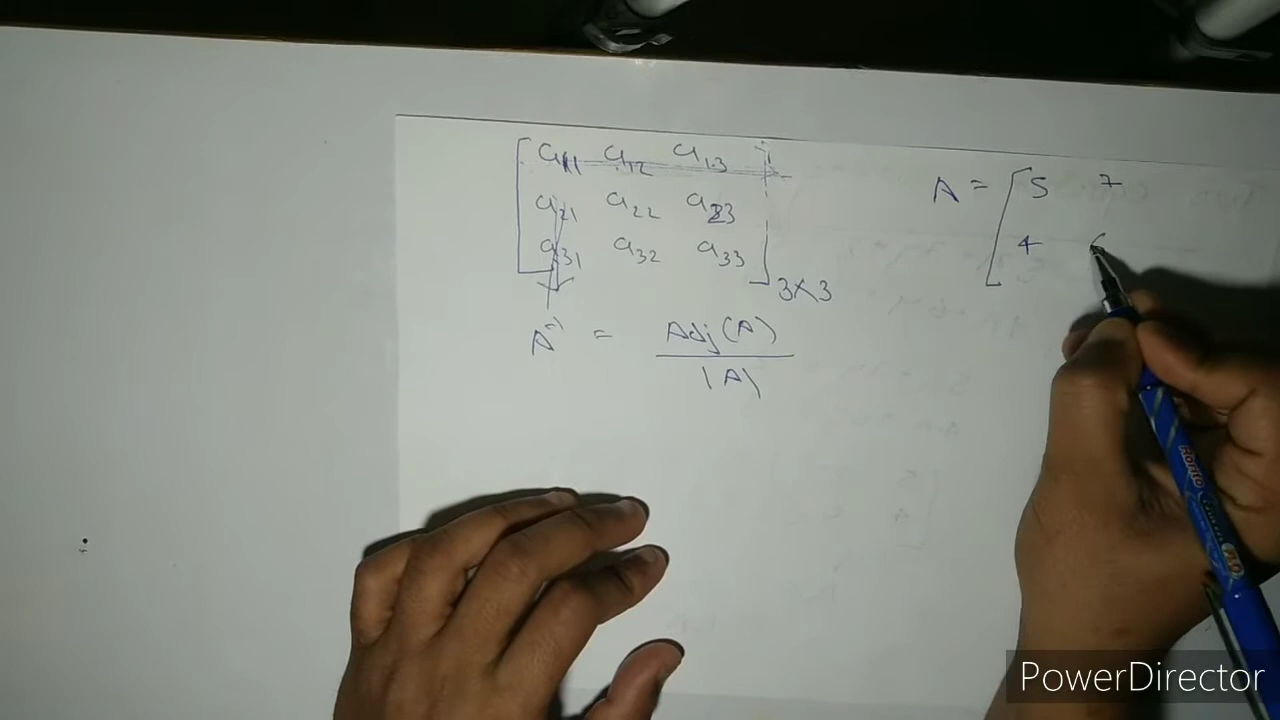 a11 a12 a13
a21 a22 a23
a31 a32 a33
3×3
A⁻¹ = Adj(A)
|A|
A = [ 5 7
4
PowerDirector